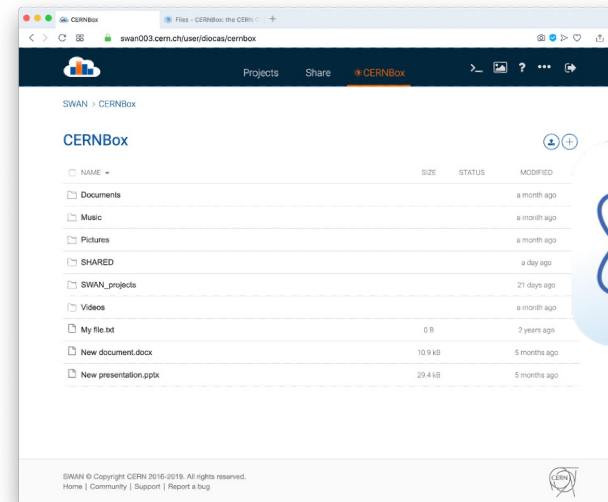 CERNBox
Files - CERNBox: the CERN C
swan003.cern.ch/user/diocas/cernbox
Projects Share CERNBox
SWAN > CERNBox
CERNBox
NAME SIZE STATUS MODIFIED
Documents a month ago
Music a month ago
Pictures a month ago
SHARED a day ago
SWAN_projects 21 days ago
Videos a month ago
My file.txt 0 B 2 years ago
New document.docx 10.9 kB 5 months ago
New presentation.pptx 29.4 kB 5 months ago
SWAN © Copyright CERN 2016-2019. All rights reserved.
Home | Community | Support | Report a bug
CERN